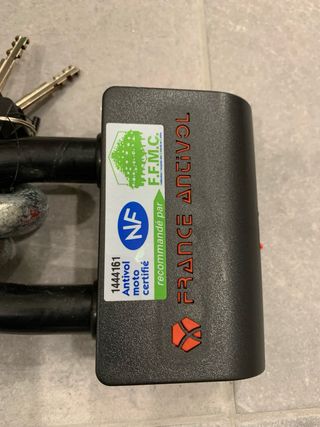 FRANCE ANTIVOL
F.F.M.C.
recommandé par
NF
1444161
Antivol
moto
certifié